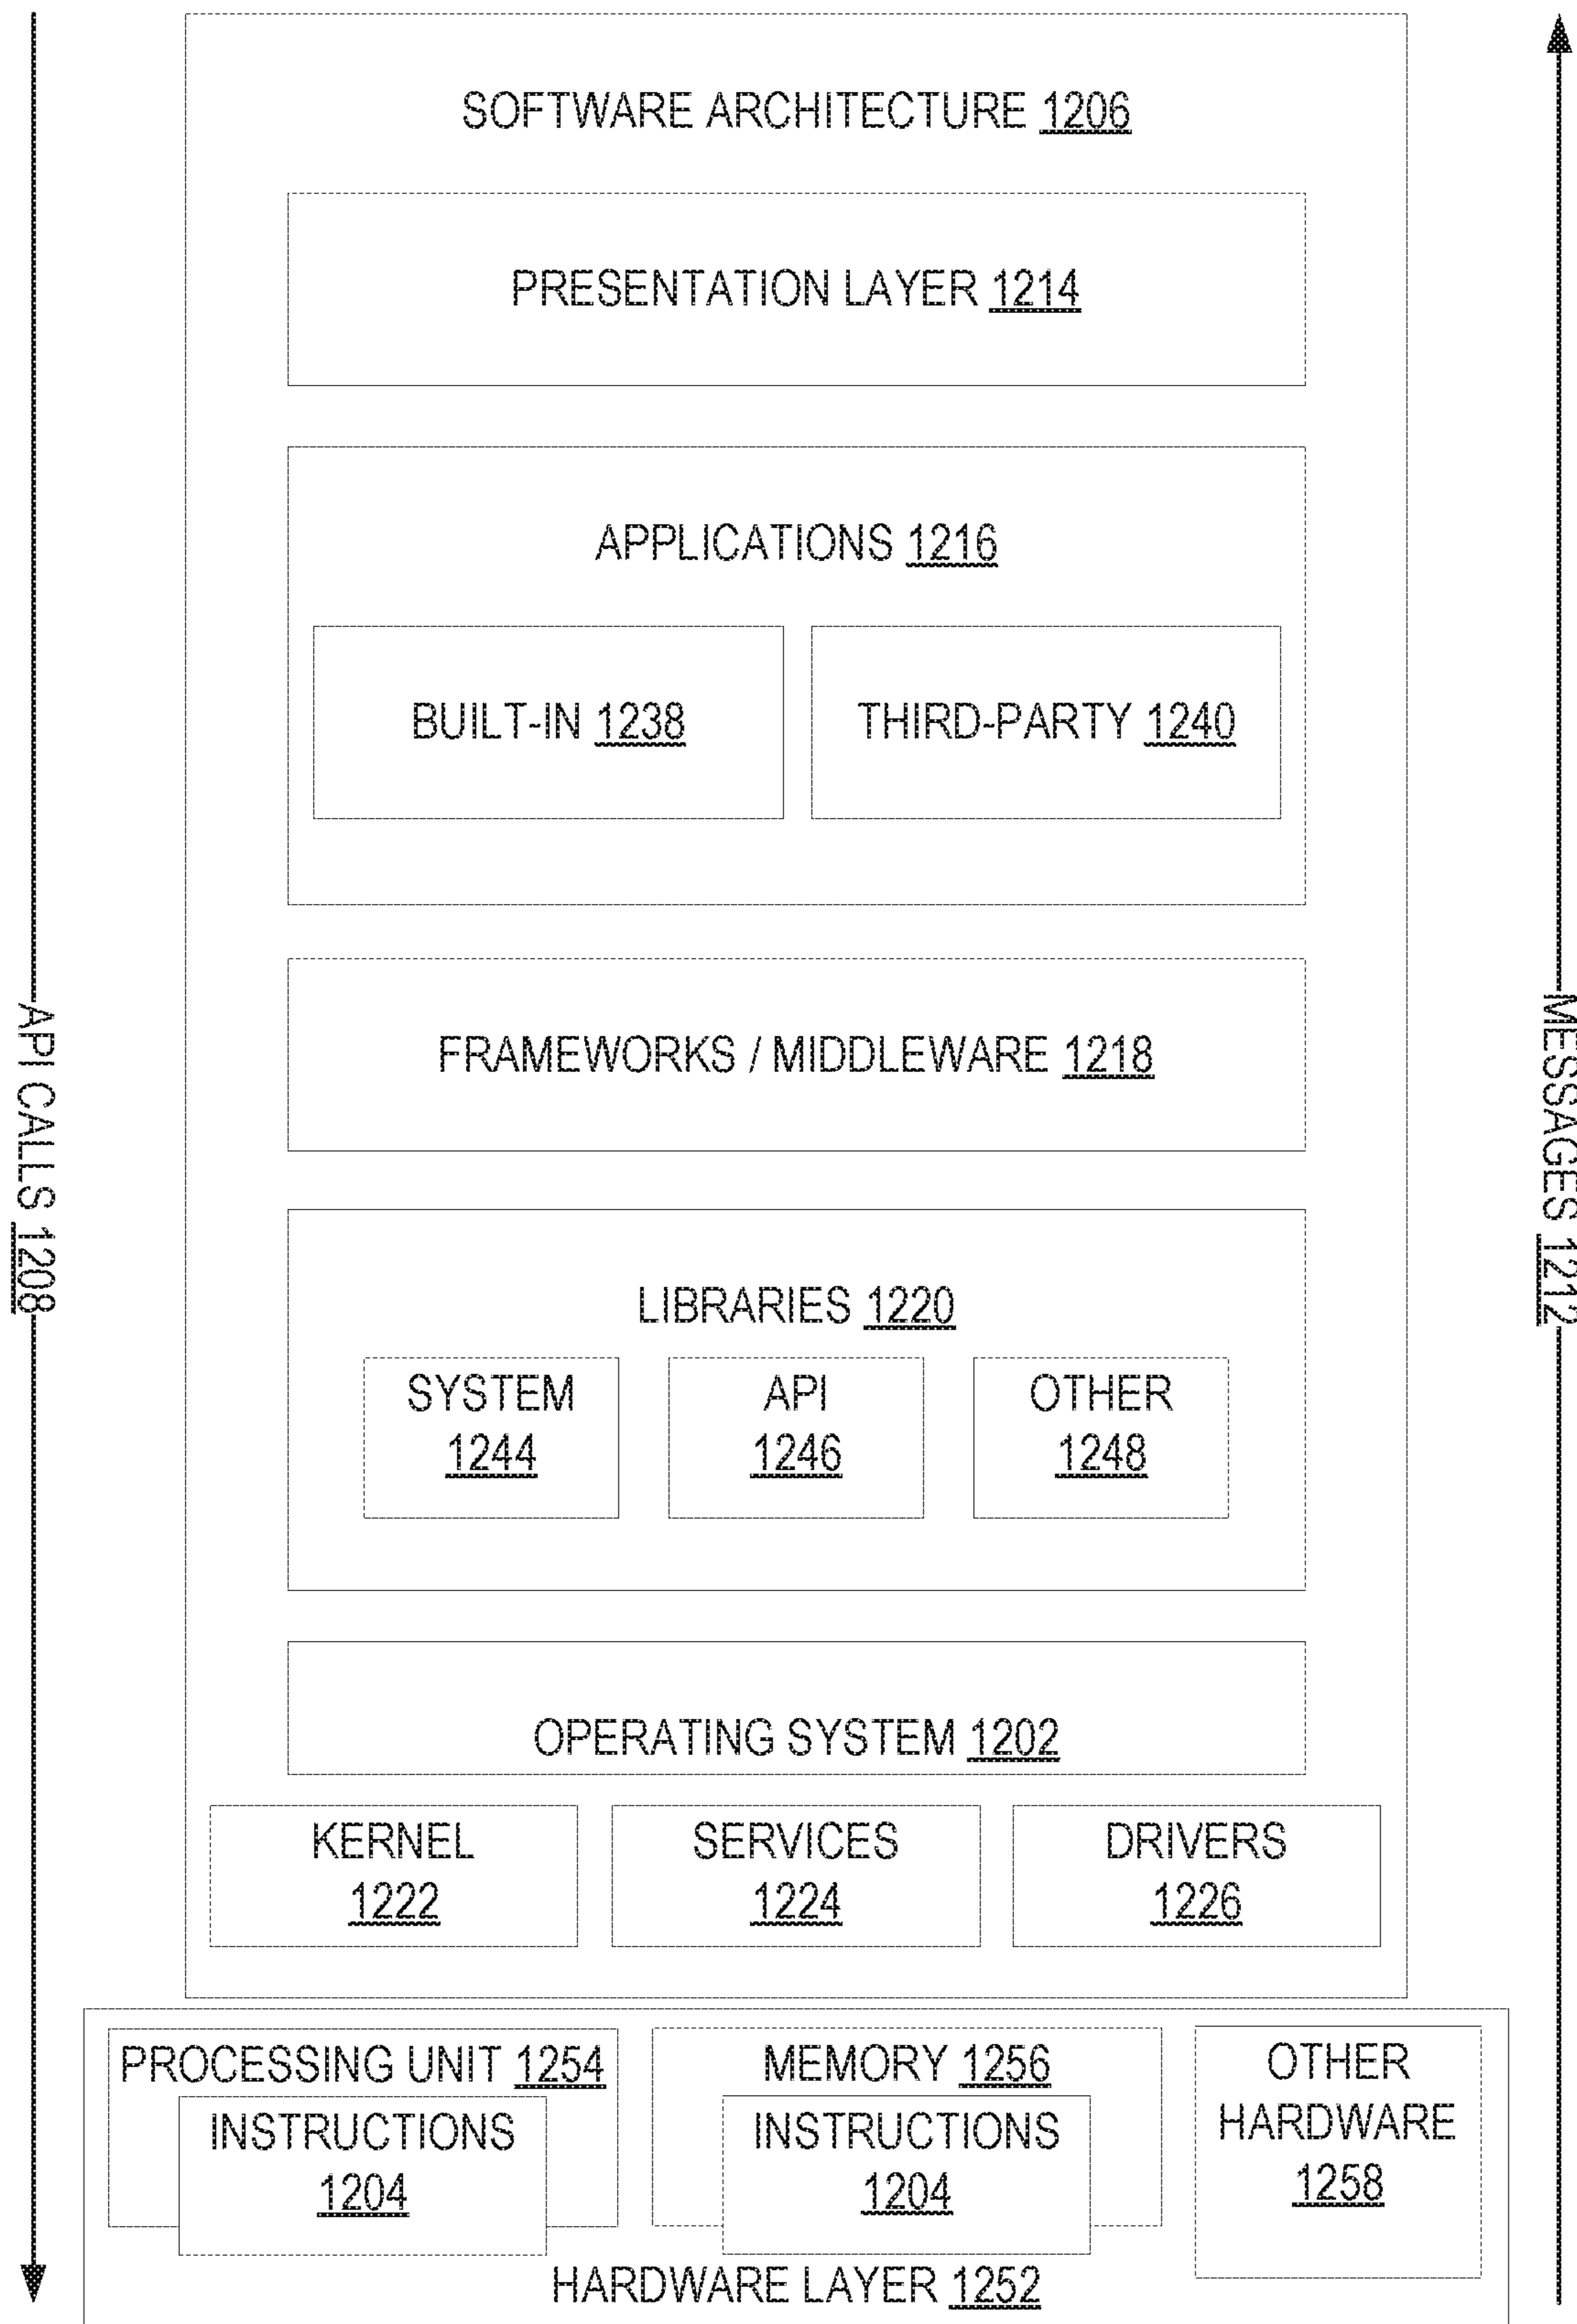 SOFTWARE ARCHITECTURE 1206
PRESENTATION LAYER 1214
APPLICATIONS 1216
BUILT-IN 1238
THIRD-PARTY 1240
FRAMEWORKS / MIDDLEWARE 1218
API CALLS 1208
MESSAGES 1212
LIBRARIES 1220
SYSTEM
1244
API
1246
OTHER
1248
OPERATING SYSTEM 1202
KERNEL
1222
SERVICES
1224
DRIVERS
1226
PROCESSING UNIT 1254
INSTRUCTIONS
1204
MEMORY 1256
INSTRUCTIONS
1204
OTHER
HARDWARE
1258
HARDWARE LAYER 1252